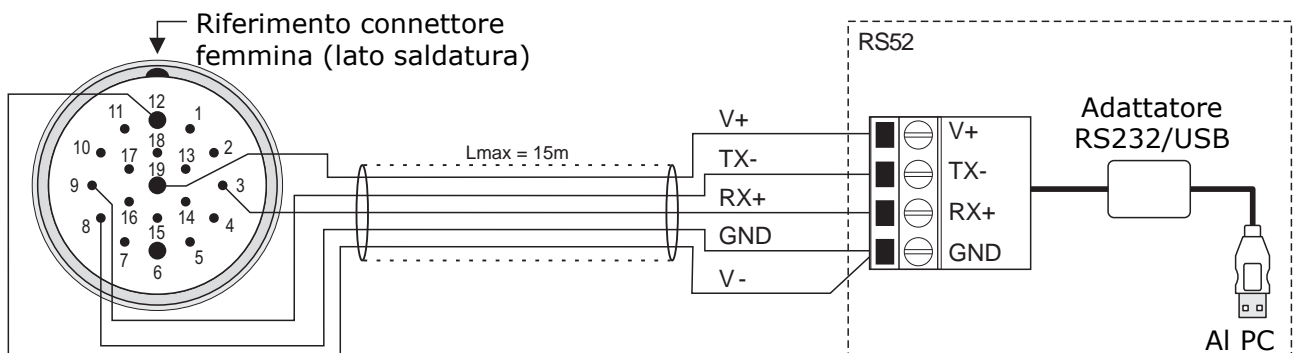 Riferimento connettore
femmina (lato saldatura)
RS52
12
11
1
10
18
2
17
13
19
9
3
16
14
8
15
4
7
5
6
Lmax = 15m
V+
TX-
RX+
GND
V -
V+
TX-
RX+
GND
Adattatore
RS232/USB
Al PC